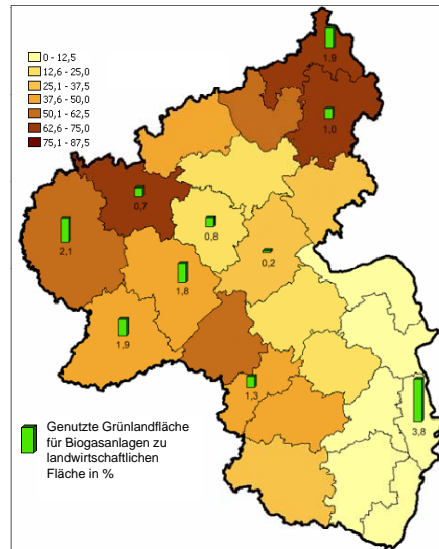 0 - 12,5
12,6 - 25,0
25,1 - 37,5
37,6 - 50,0
50,1 - 62,5
62,6 - 75,0
75,1 - 87,5
1,9
1,0
0,7
0,8
2,1
0,2
1,8
1,9
1,3
3,8
Genutzte Grünlandfläche
für Biogasanlagen zu
landwirtschaftlichen
Fläche in %